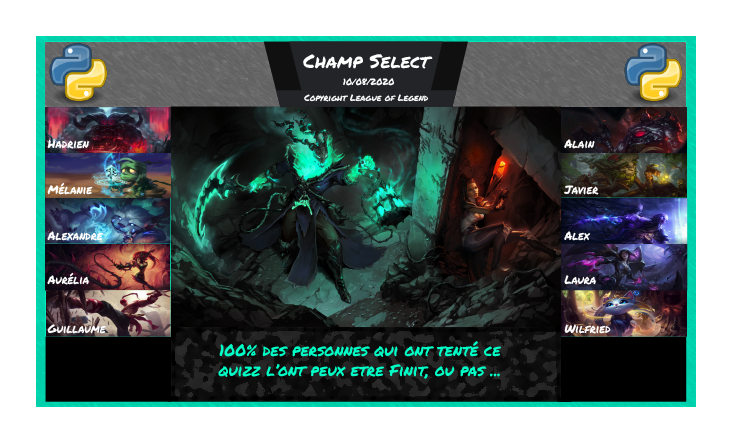 Champ Select
10/08/2020
Copyright League of Legend
Hadrien
Mélanie
Alexandre
Aurélia
Guillaume
Alain
Javier
Alex
Laura
Wilfried
100% des personnes qui ont tenté ce
quizz l'ont peux etre Finit, ou pas ...